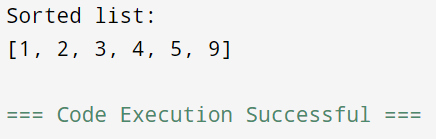 Sorted list:
[1, 2, 3, 4, 5, 9]
=== Code Execution Successful ===